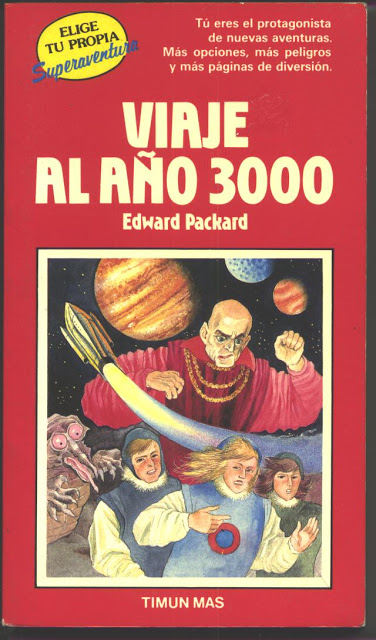 ELIGE
TU PROPIA
Superaventura
Tú eres el protagonista
de nuevas aventuras.
Más opciones, más peligros
y más páginas de diversión.
VIAJE
AL AÑO 3000
Edward Packard
TIMUN MAS